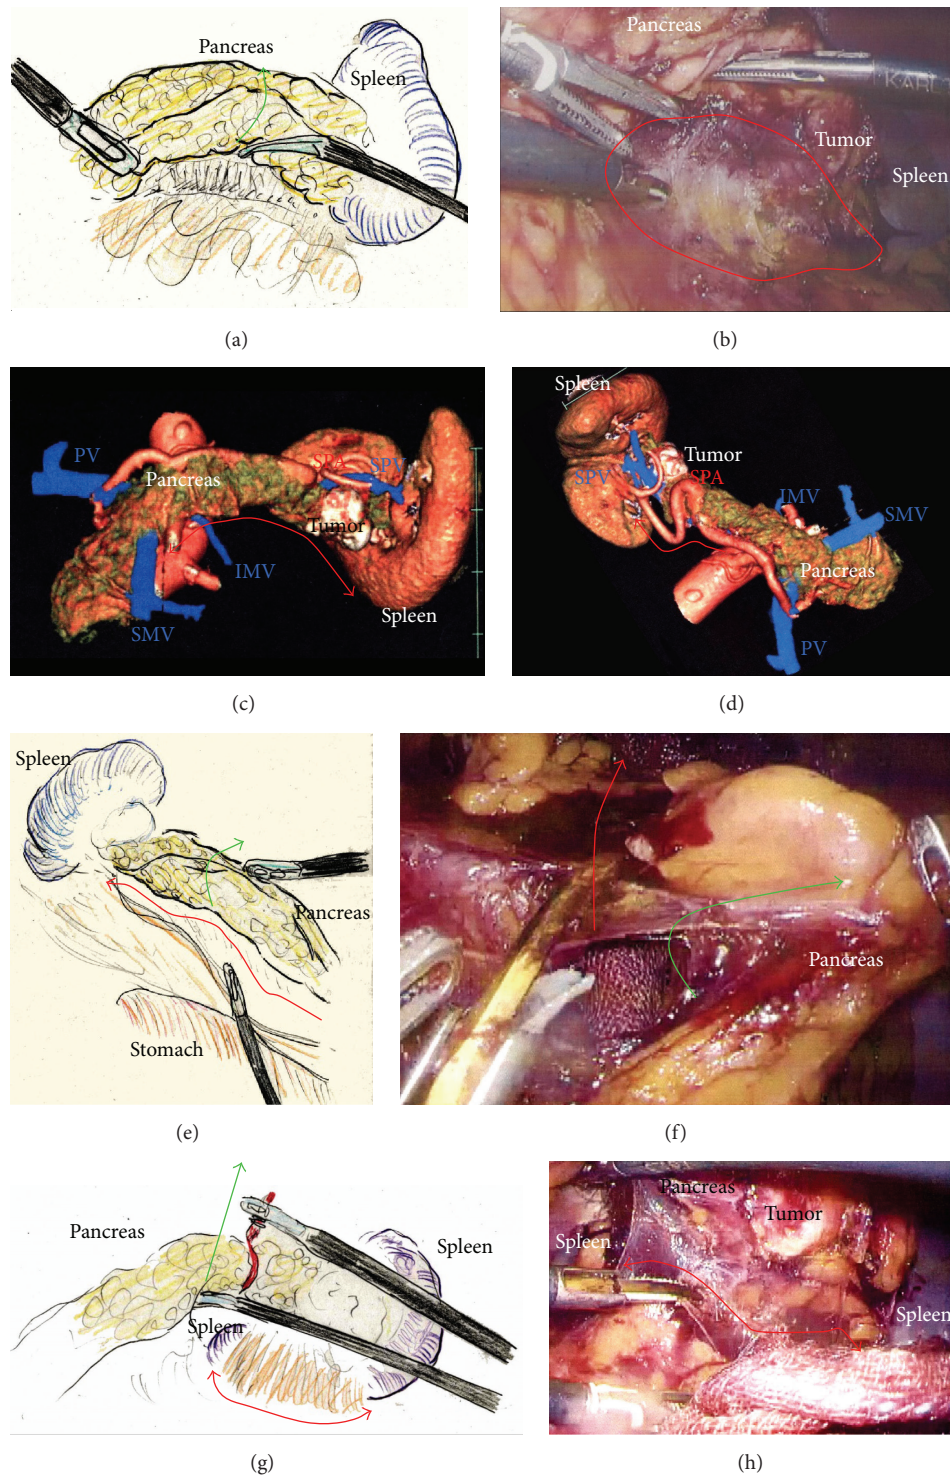 Pancreas
Spleen
(a)
Pancreas
KARL
Tumor
Spleen
(b)
PV
Pancreas
SPA
SPV
Tumor
IMV
SMV
Spleen
(c)
Spleen
Tumor
SPV
SPA
IMV
SMV
Pancreas
PV
(d)
Spleen
Pancreas
Stomach
(e)
Pancreas
(f)
Pancreas
Spleen
Spleen
(g)
Pancreas
Tumor
Spleen
Spleen
(h)